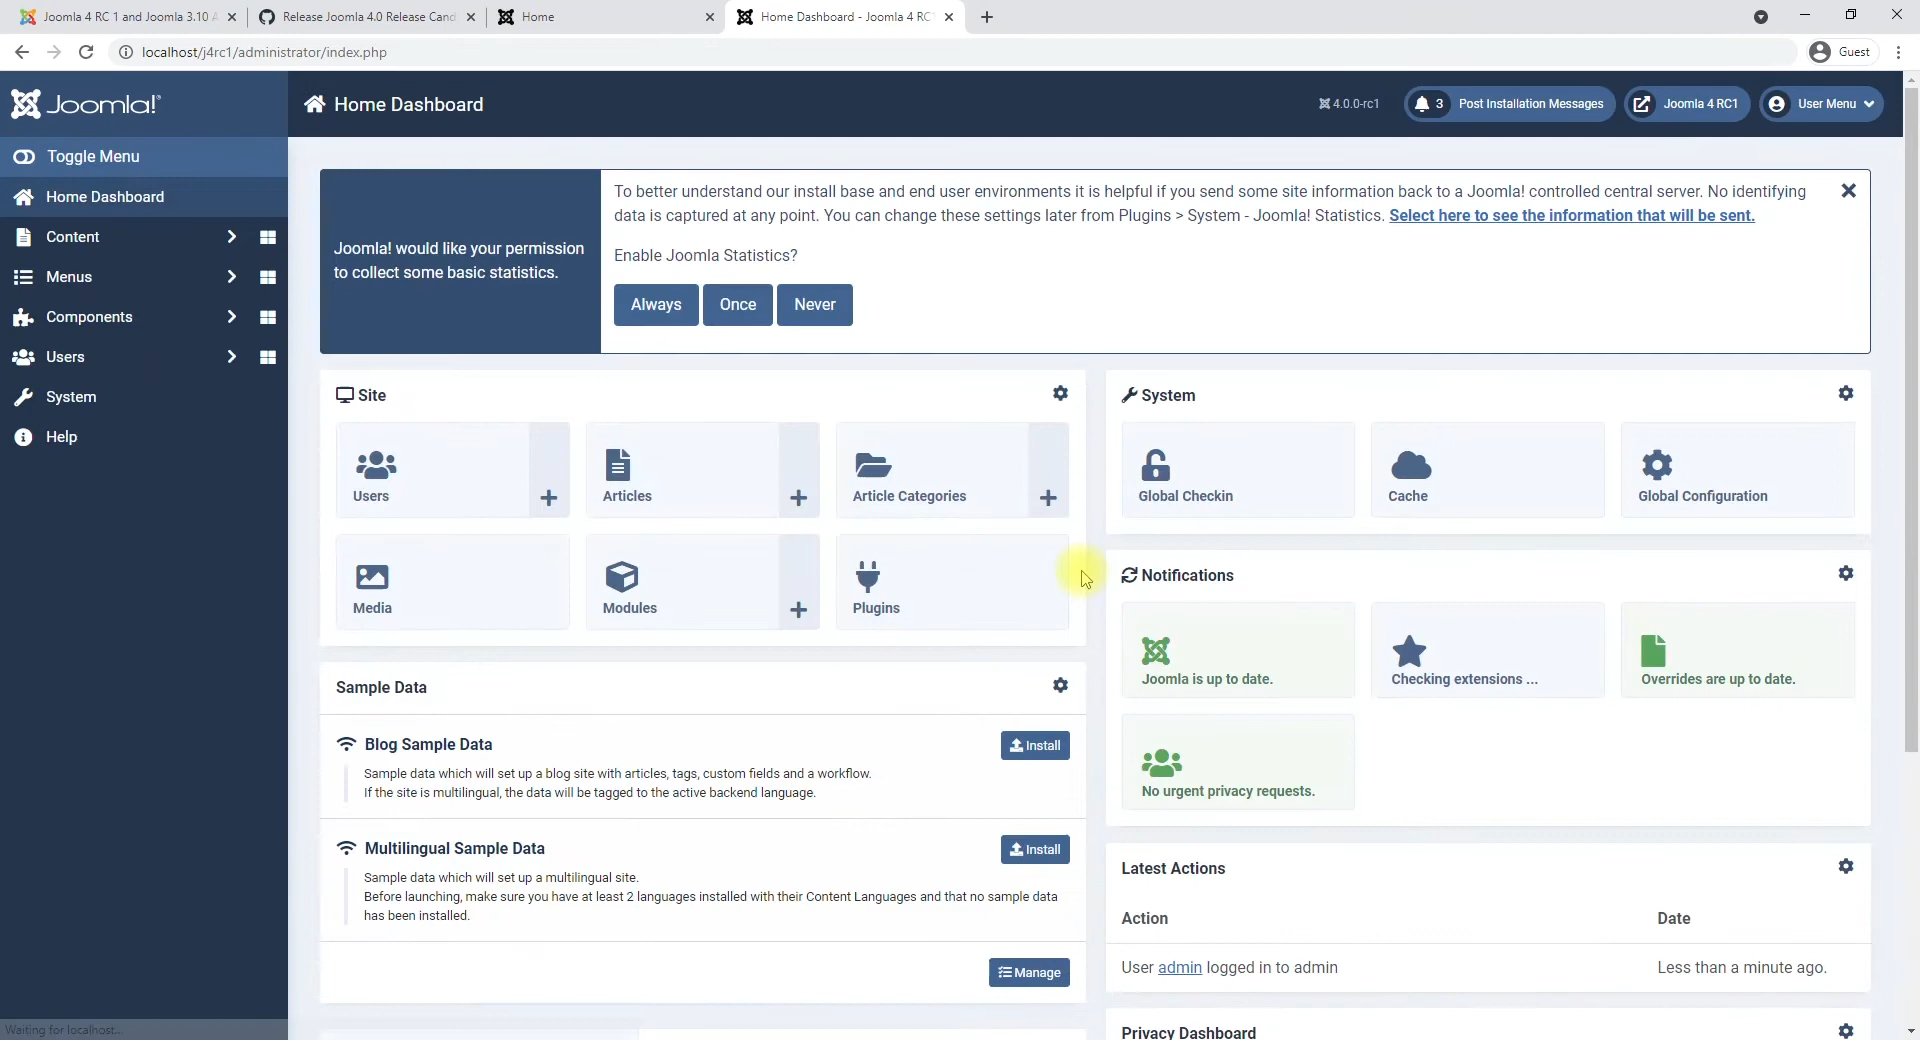 Joomla 4 RC 1 and Joomla 3.10 A
Release Joomla 4.0 Release Cand
Home
Home Dashboard - Joomla 4 RC
localhost/j4rc1/administrator/index.php
Guest
Joomla!
Home Dashboard
4.0.0-rc1
3 Post Installation Messages
Joomla 4 RC1
User Menu
Toggle Menu
Home Dashboard
Content
Menus
Components
Users
System
Help
Joomla! would like your permission
to collect some basic statistics.
To better understand our install base and end user environments it is helpful if you send some site information back to a Joomla! controlled central server. No identifying
data is captured at any point. You can change these settings later from Plugins > System - Joomla! Statistics. Select here to see the information that will be sent.
Enable Joomla Statistics?
Always
Once
Never
Site
Users
Articles
Article Categories
Media
Modules
Plugins
Sample Data
Blog Sample Data
Install
Sample data which will set up a blog site with articles, tags, custom fields and a workflow.
If the site is multilingual, the data will be tagged to the active backend language.
Multilingual Sample Data
Install
Sample data which will set up a multilingual site.
Before launching, make sure you have at least 2 languages installed with their Content Languages and that no sample data
has been installed.
Manage
System
Global Checkin
Cache
Global Configuration
Notifications
Joomla is up to date.
Checking extensions ...
Overrides are up to date.
No urgent privacy requests.
Latest Actions
Action
Date
User admin logged in to admin
Less than a minute ago.
Privacy Dashboard
Waiting for localhost...